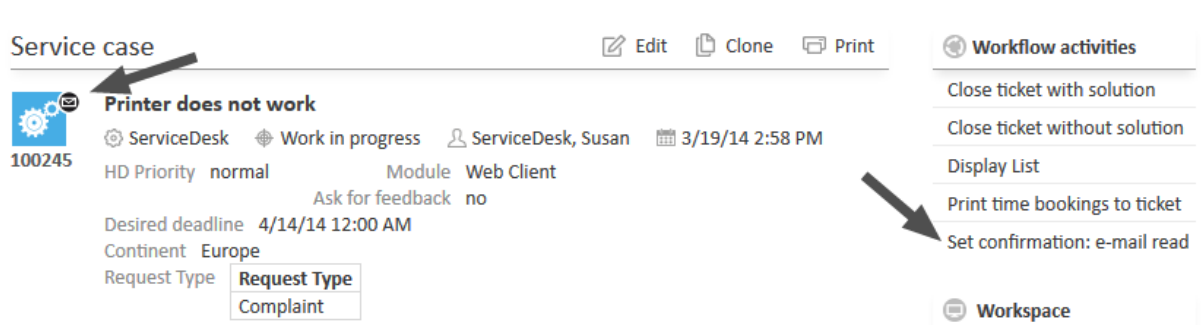 Service case
Edit Clone Print
Workflow activities
Printer does not work
Close ticket with solution
ServiceDesk Work in progress ServiceDesk, Susan 3/19/14 2:58 PM
Close ticket without solution
100245
HD Priority normal Module Web Client
Display List
Ask for feedback no
Print time bookings to ticket
Desired deadline 4/14/14 12:00 AM
Set confirmation: e-mail read
Continent Europe
Request Type Request Type
Complaint
Workspace